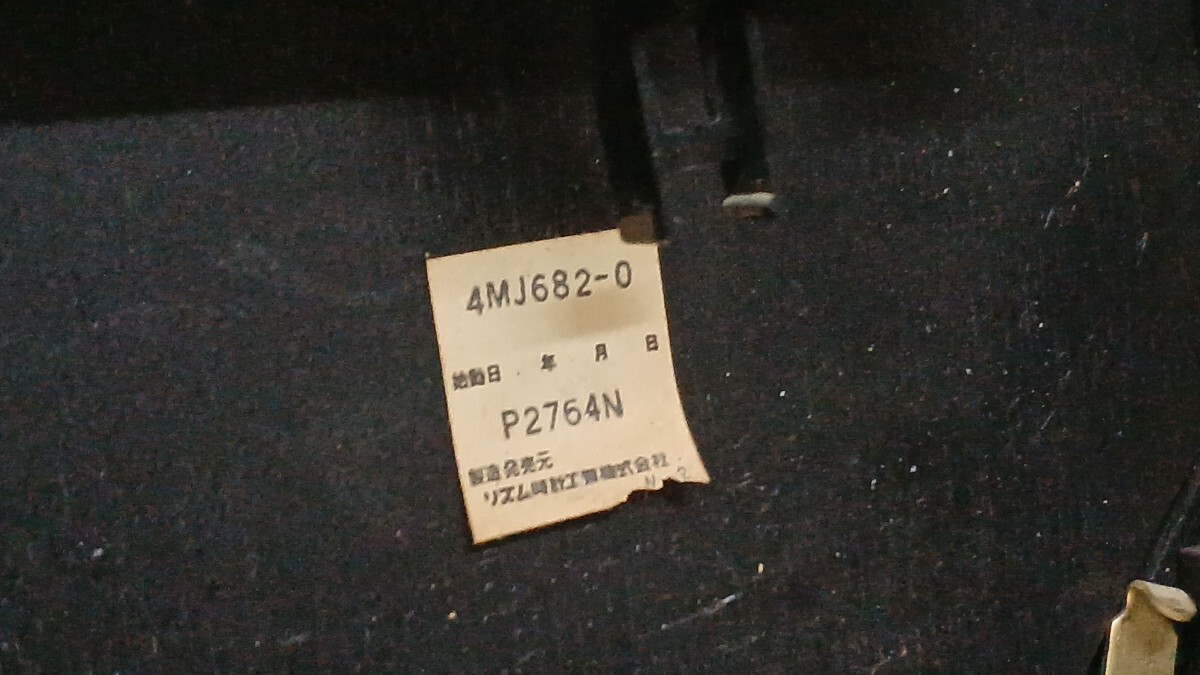 4MJ682-0
始動日 年 月 日
P2764N
製造発売元
リズム時計工業株式会社